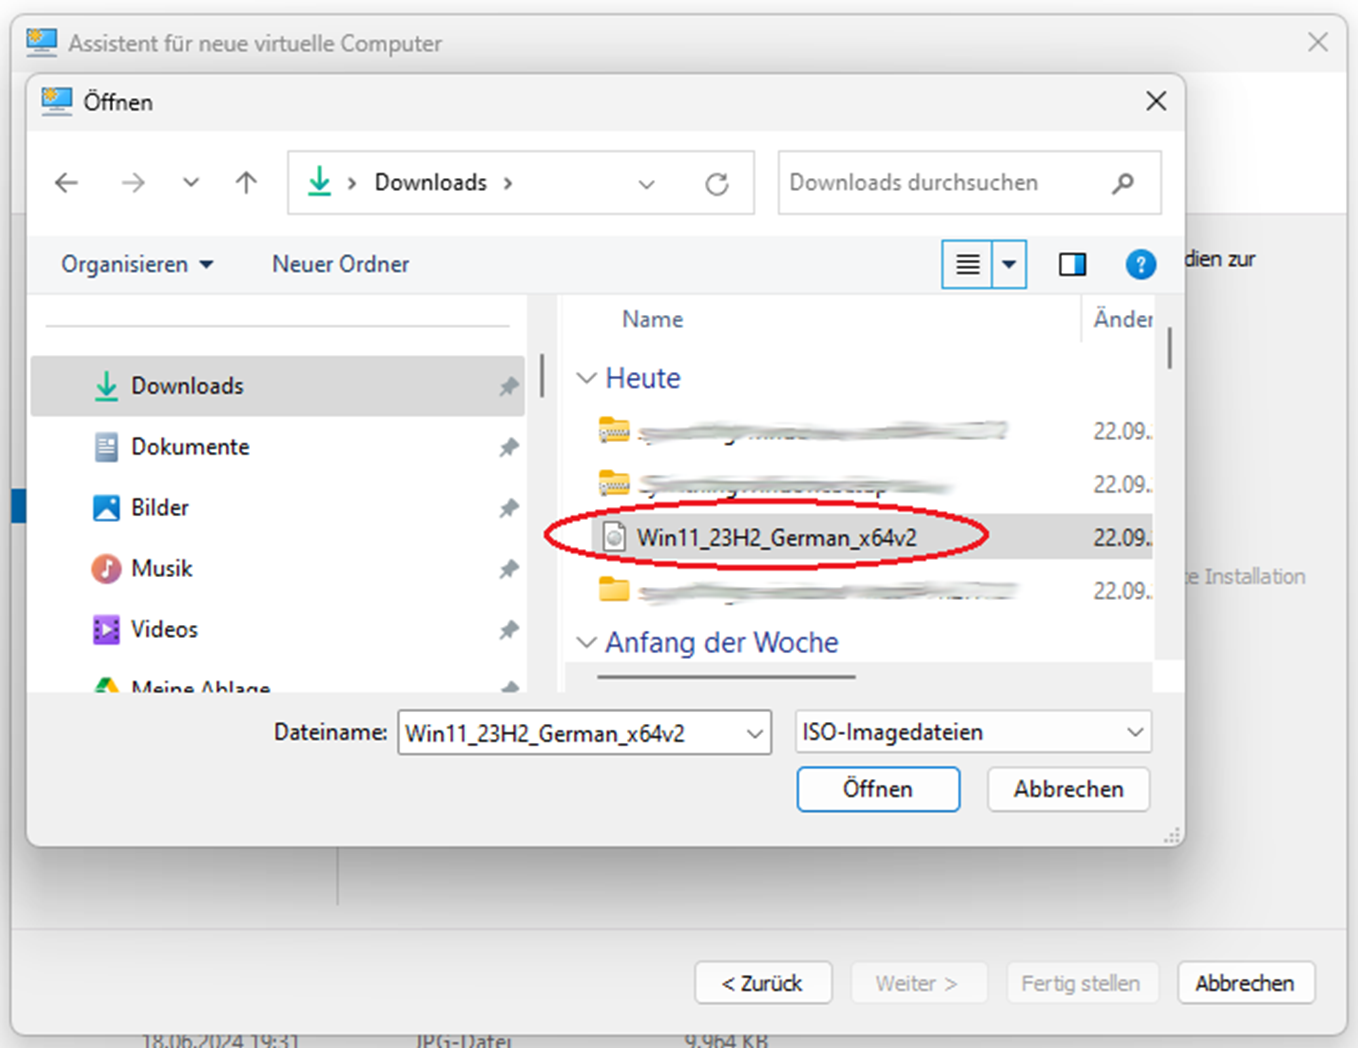 Assistent für neue virtuelle Computer
Öffnen
Downloads
Downloads durchsuchen
Organisieren
Neuer Ordner
dien zur
Name
Änder
Heute
Downloads
22.09.
Dokumente
22.09.
Bilder
Win11_23H2_German_x64v2
22.09.
Musik
22.09.
te Installation
Videos
Anfang der Woche
Meine Ablage
Dateiname:
Win11_23H2_German_x64v2
ISO-Imagedateien
Öffnen
Abbrechen
< Zurück
Weiter >
Fertig stellen
Abbrechen
18.06.2024 19:31
JPG-Datei
9.964 KB